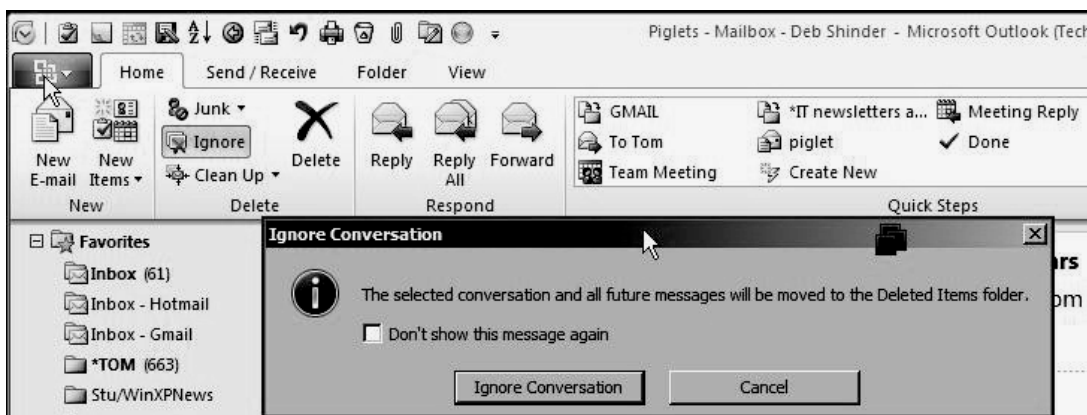 Piglets - Mailbox - Deb Shinder - Microsoft Outlook (Tech
Home Send / Receive Folder View
Junk
Ignore
Clean Up
New E-mail
New Items
Delete
Reply
Reply All
Forward
GMAIL
To Tom
Team Meeting
*IT newsletters a...
piglet
Create New
Meeting Reply
Done
New Delete Respond Quick Steps
Favorites
Inbox (61)
Inbox - Hotmail
Inbox - Gmail
*TOM (663)
Stu/WinXPNews
Ignore Conversation
The selected conversation and all future messages will be moved to the Deleted Items folder.
Don't show this message again
Ignore Conversation Cancel